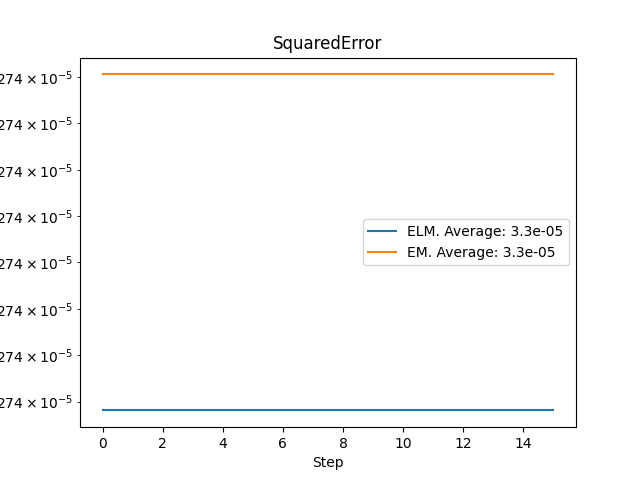 SquaredError
274 × 10⁻⁵
274 × 10⁻⁵
274 × 10⁻⁵
274 × 10⁻⁵
274 × 10⁻⁵
274 × 10⁻⁵
274 × 10⁻⁵
274 × 10⁻⁵
ELM. Average: 3.3e-05
EM. Average: 3.3e-05
0 2 4 6 8 10 12 14
Step